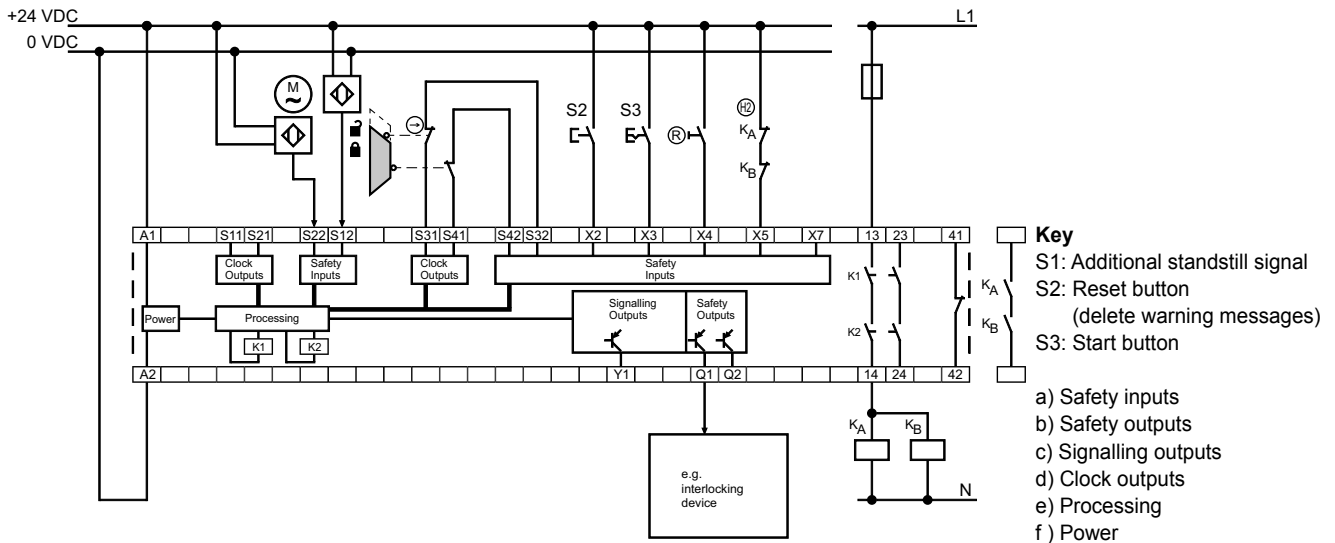 +24 VDC
L1
0 VDC
M
~
S2
S3
H2
KA
R
KB
A1 S11 S21 S22 S12 S31 S41 S42 S32 X2 X3 X4 X5 X7 13 23 41
Clock Outputs
Safety Inputs
Clock Outputs
Safety Inputs
K1
Power
Processing
Signalling Outputs
Safety Outputs
K1
K2
K2
A2 Y1 Q1 Q2 14 24 42
KA
KB
e.g.
interlocking
device
N
KA
KB
Key
S1: Additional standstill signal
S2: Reset button
(delete warning messages)
S3: Start button
a) Safety inputs
b) Safety outputs
c) Signalling outputs
d) Clock outputs
e) Processing
f ) Power